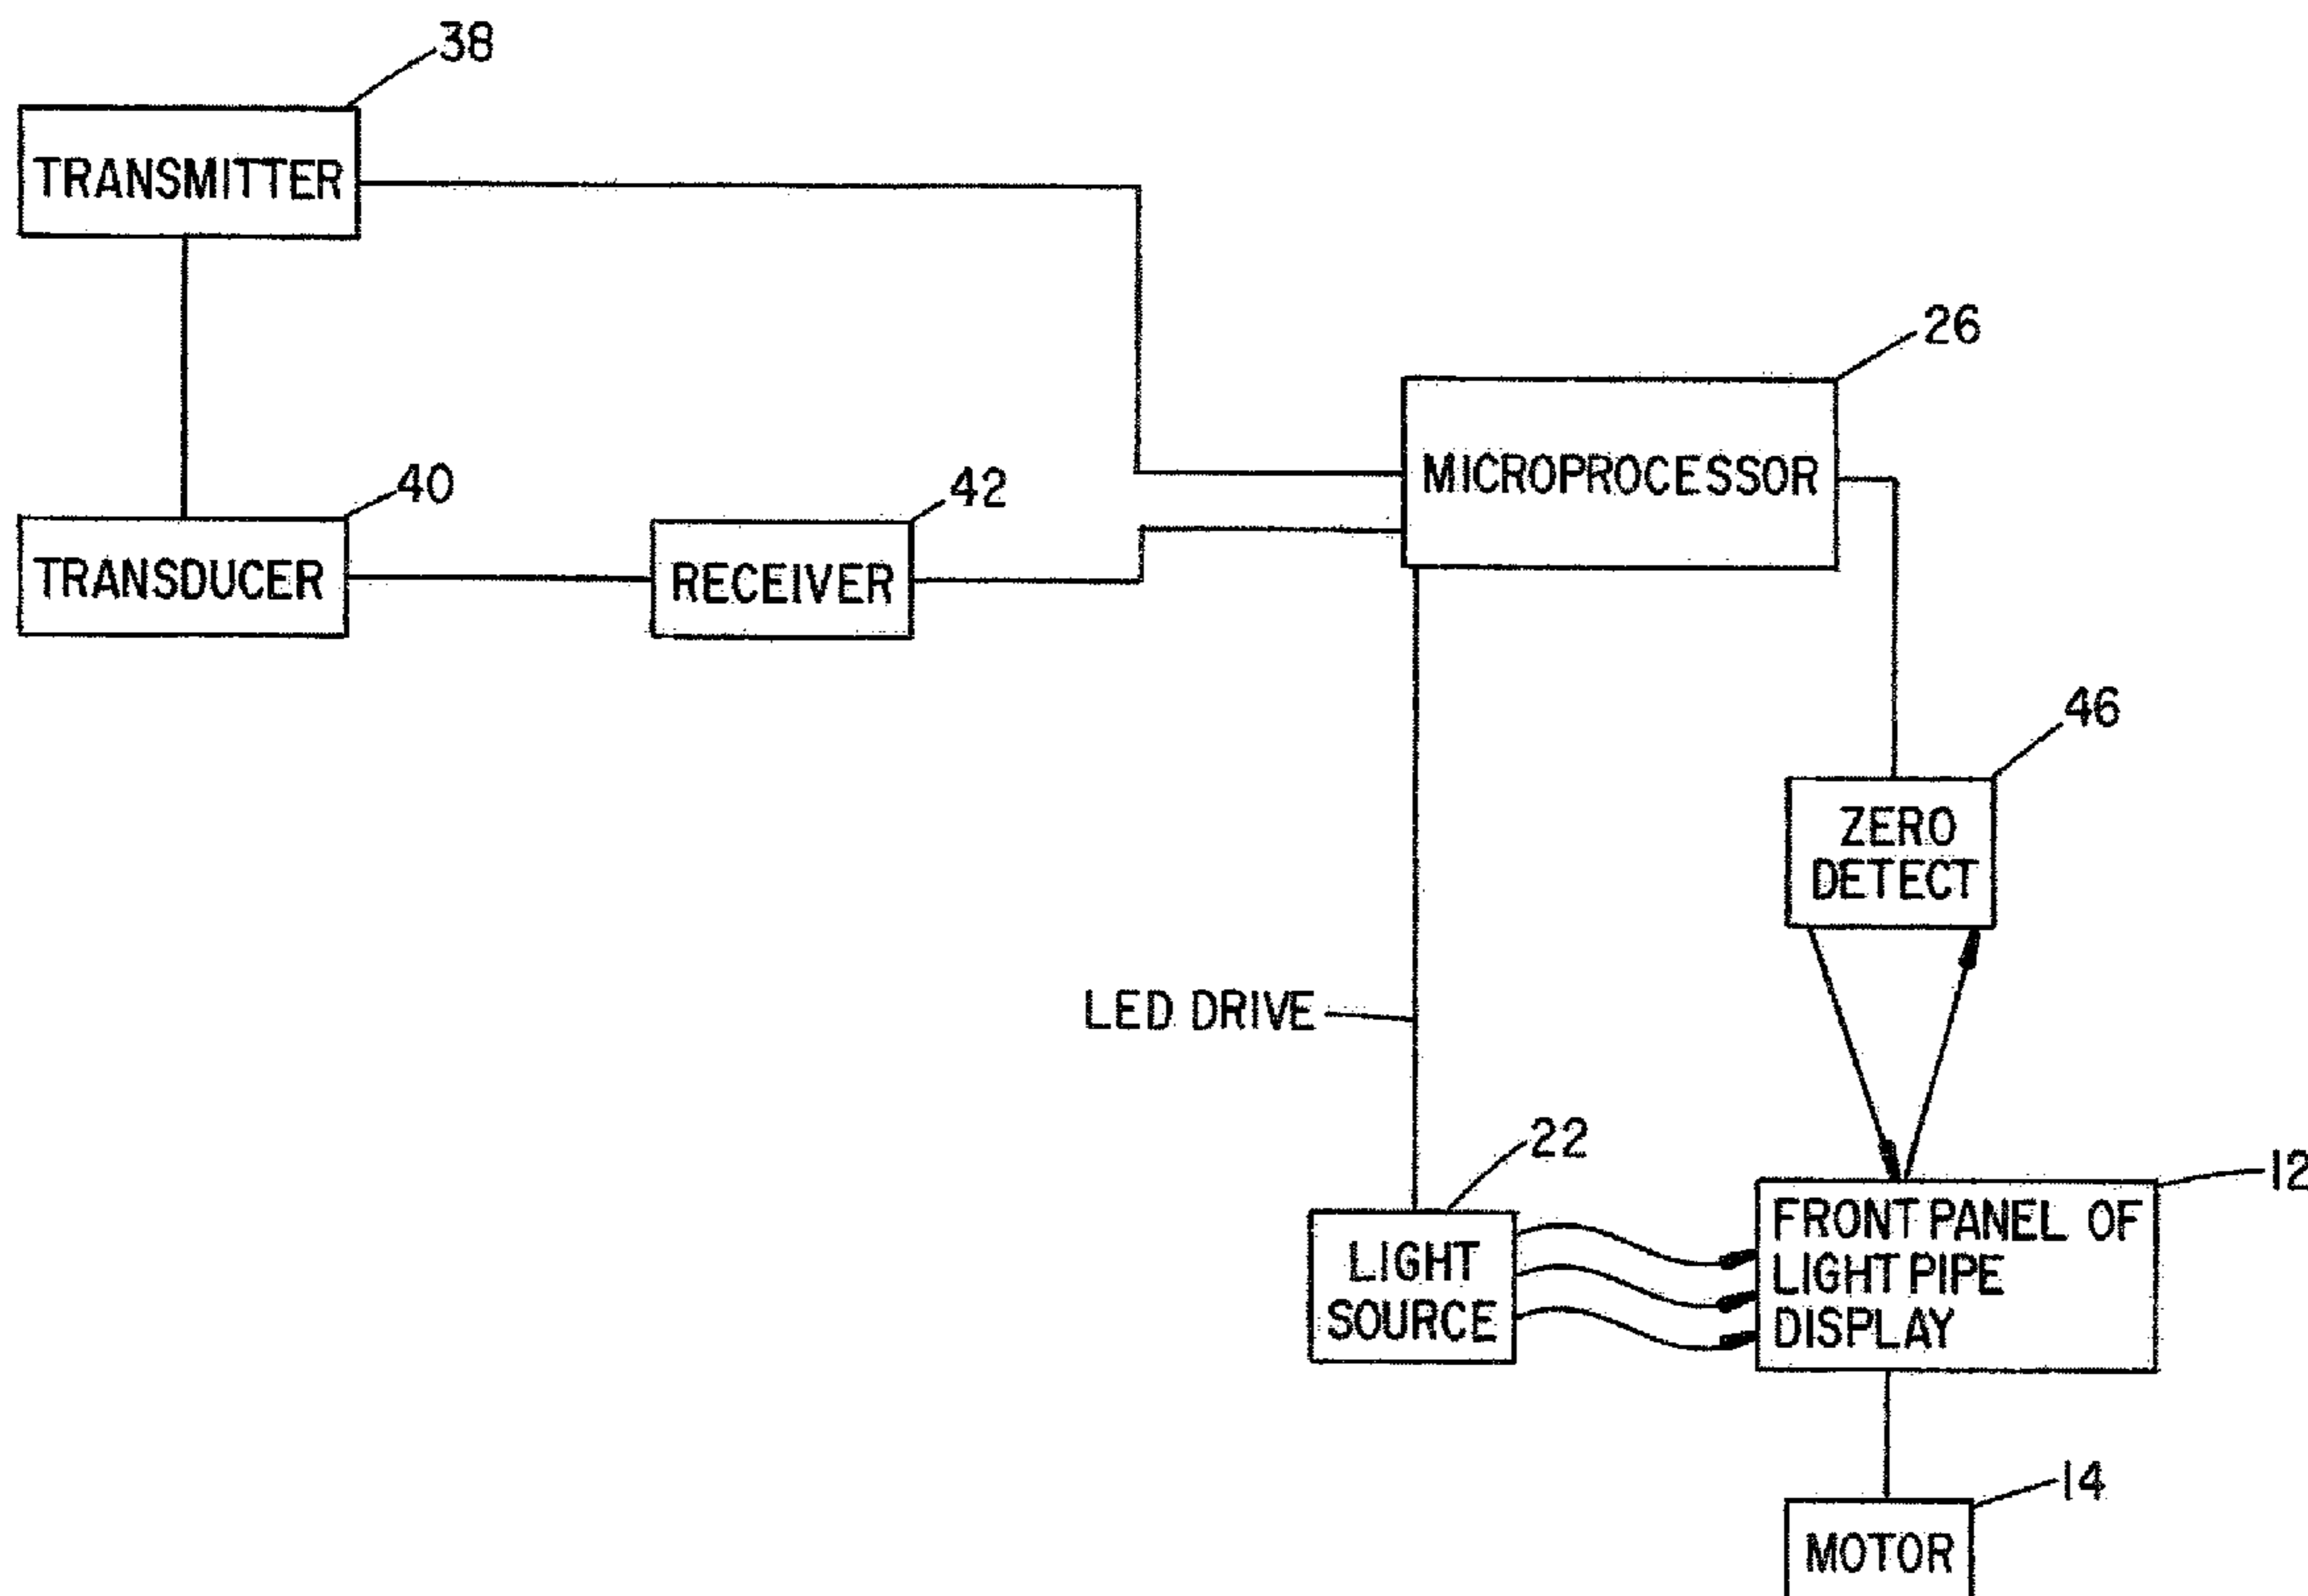 38
TRANSMITTER
26
MICROPROCESSOR
40
TRANSDUCER
42
RECEIVER
46
ZERO
DETECT
LED DRIVE
22
LIGHT
SOURCE
12
FRONT PANEL OF
LIGHT PIPE
DISPLAY
14
MOTOR